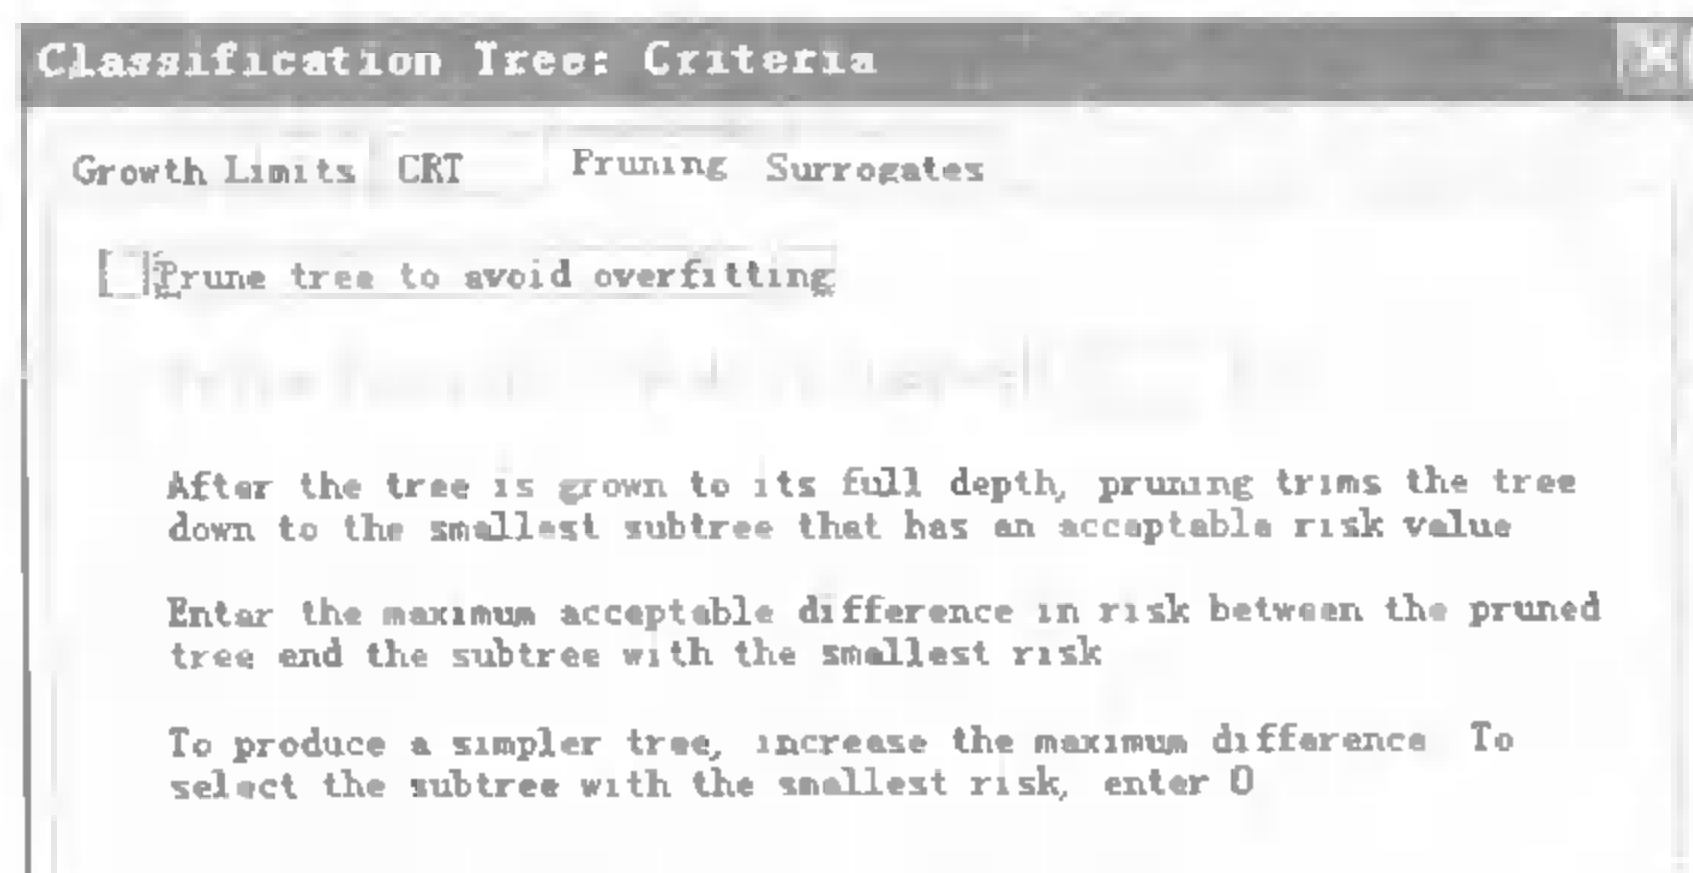 Classification Tree: Criteria
Growth Limits CRT Pruning Surrogates
Prune tree to avoid overfitting
After the tree is grown to its full depth, pruning trims the tree
down to the smallest subtree that has an acceptable risk value
Enter the maximum acceptable difference in risk between the pruned
tree and the subtree with the smallest risk
To produce a simpler tree, increase the maximum difference To
select the subtree with the smallest risk, enter 0